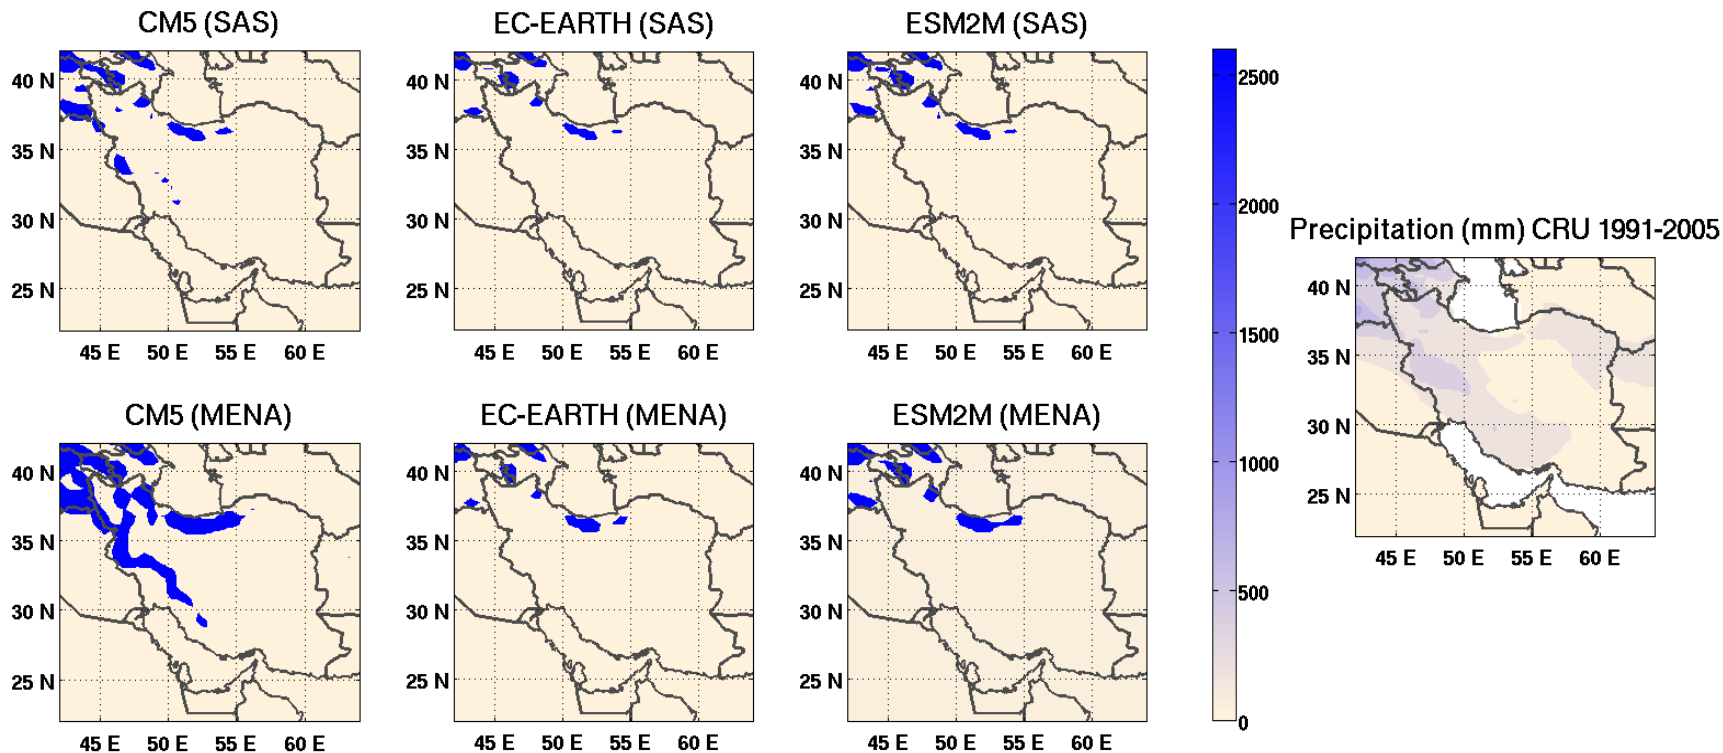 CM5 (SAS)
EC-EARTH (SAS)
ESM2M (SAS)
40 N
35 N
30 N
25 N
45 E 50 E 55 E 60 E
40 N
35 N
30 N
25 N
45 E 50 E 55 E 60 E
40 N
35 N
30 N
25 N
45 E 50 E 55 E 60 E
CM5 (MENA)
EC-EARTH (MENA)
ESM2M (MENA)
40 N
35 N
30 N
25 N
45 E 50 E 55 E 60 E
40 N
35 N
30 N
25 N
45 E 50 E 55 E 60 E
40 N
35 N
30 N
25 N
45 E 50 E 55 E 60 E
2500
2000
1500
1000
500
0
Precipitation (mm) CRU 1991-2005
40 N
35 N
30 N
25 N
45 E 50 E 55 E 60 E